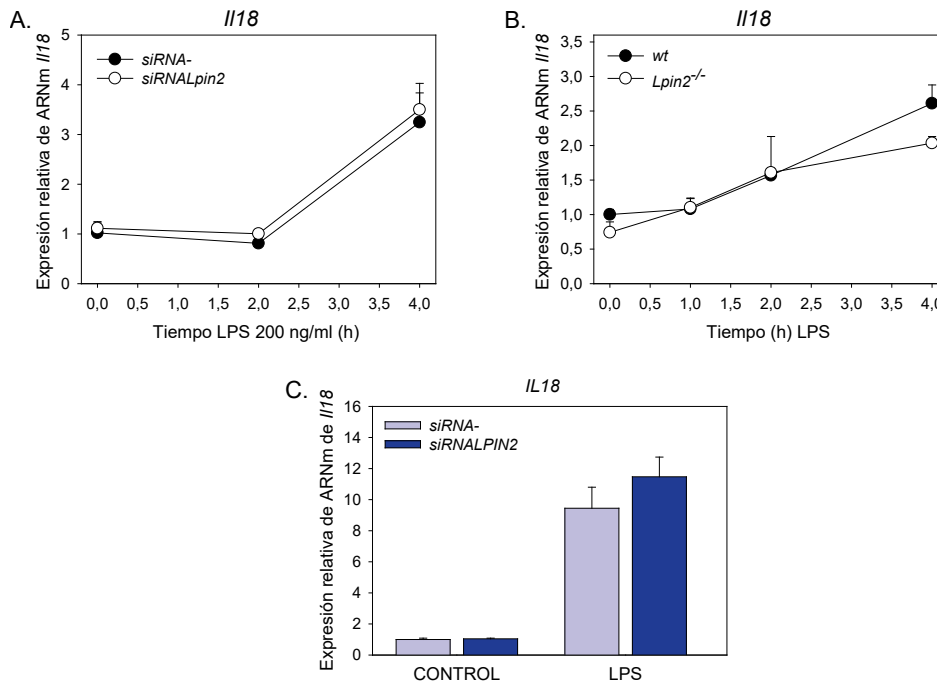 A.
Il18
Expresión relativa de ARNm Il18
5
4
3
2
1
0
siRNA-
siRNALpin2
0,0 0,5 1,0 1,5 2,0 2,5 3,0 3,5 4,0
Tiempo LPS 200 ng/ml (h)
B.
Il18
Expresión relativa de ARNm Il18
3,5
3,0
2,5
2,0
1,5
1,0
0,5
0,0
wt
Lpin2-/-
0,0 0,5 1,0 1,5 2,0 2,5 3,0 3,5 4,0
Tiempo (h) LPS
C.
IL18
Expresión relativa de ARNm de Il18
16
14
12
10
8
6
4
2
0
siRNA-
siRNALPIN2
CONTROL LPS